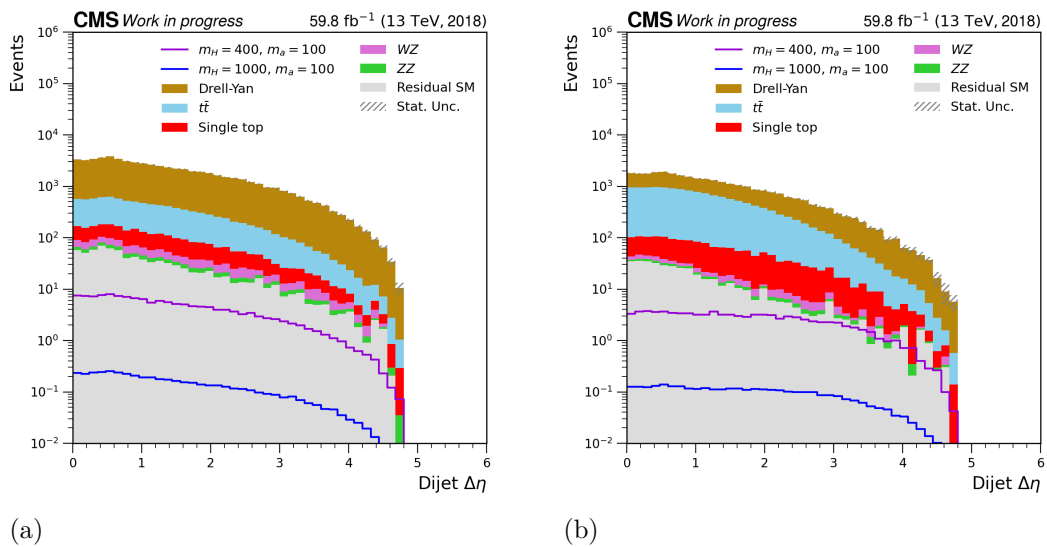 CMS Work in progress 59.8 fb⁻¹ (13 TeV, 2018)
Events
10⁶
10⁵
10⁴
10³
10²
10¹
10⁰
10⁻¹
10⁻²
m_H = 400, m_a = 100
m_H = 1000, m_a = 100
Drell-Yan
tt̄
Single top
WZ
ZZ
Residual SM
Stat. Unc.
0 1 2 3 4 5 6
Dijet Δη
(a)
CMS Work in progress 59.8 fb⁻¹ (13 TeV, 2018)
Events
10⁶
10⁵
10⁴
10³
10²
10¹
10⁰
10⁻¹
10⁻²
m_H = 400, m_a = 100
m_H = 1000, m_a = 100
Drell-Yan
tt̄
Single top
WZ
ZZ
Residual SM
Stat. Unc.
0 1 2 3 4 5 6
Dijet Δη
(b)